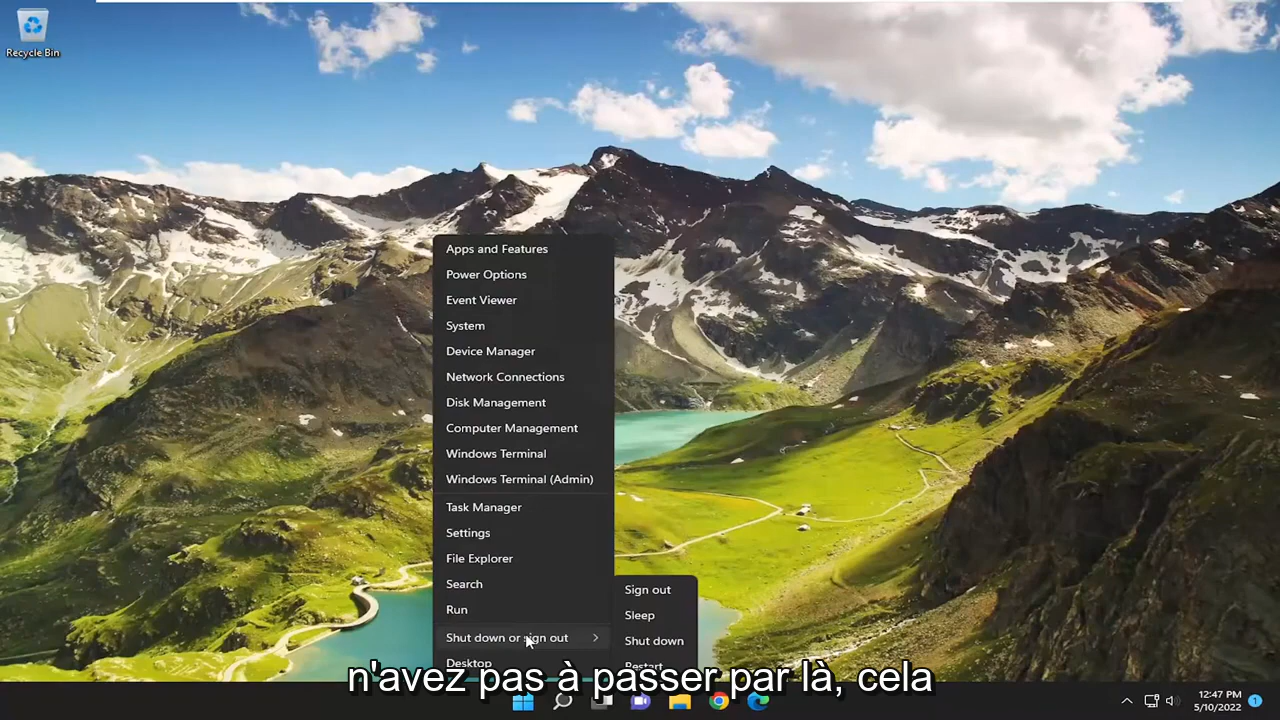 Recycle Bin
Apps and Features
Power Options
Event Viewer
System
Device Manager
Network Connections
Disk Management
Computer Management
Windows Terminal
Windows Terminal (Admin)
Task Manager
Settings
File Explorer
Search
Run
Shut down or sign out
Desktop
Sign out
Sleep
Shut down
Restart
n'avez pas à passer par là, cela
12:47 PM
5/10/2022
1